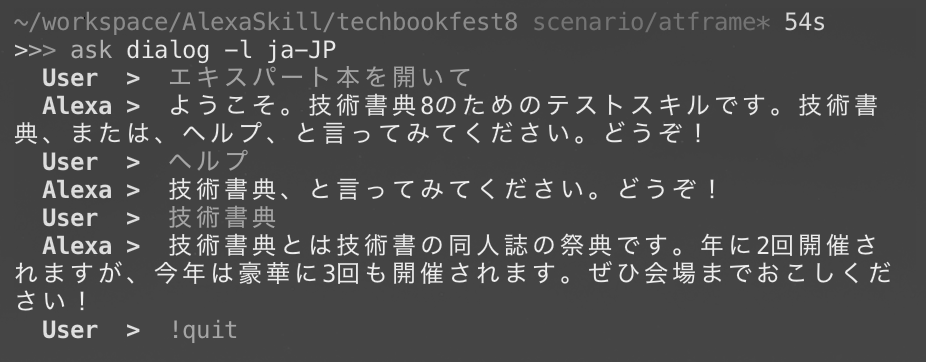 ~/workspace/AlexaSkill/techbookfest8 scenario/atframe* 54s
>>> ask dialog -l ja-JP
User > エキスパート本を開いて
Alexa > ようこそ。技術書典8のためのテストスキルです。技術書
典、または、ヘルプ、と言ってみてください。どうぞ！
User > ヘルプ
Alexa > 技術書典、と言ってみてください。どうぞ！
User > 技術書典
Alexa > 技術書典とは技術書の同人誌の祭典です。年に2回開催さ
れますが、今年は豪華に3回も開催されます。ぜひ会場までおこしくだ
さい！
User > !quit